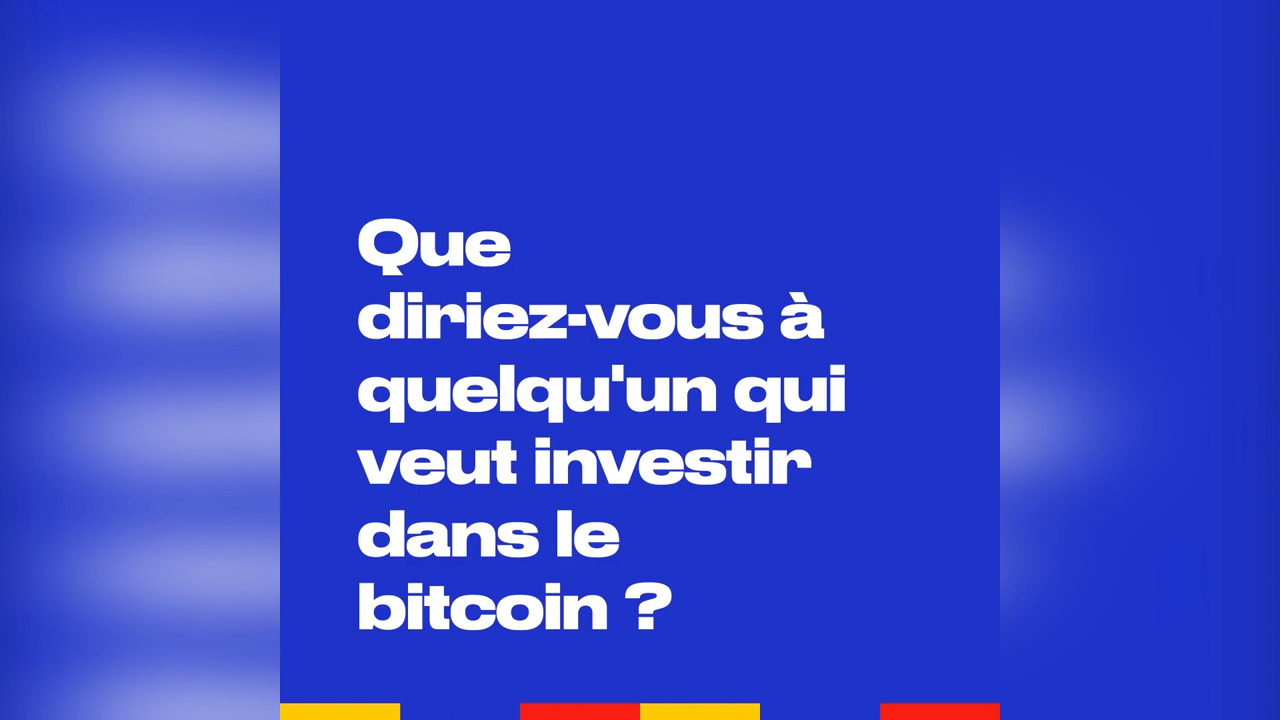 Que
diriez-vous à
quelqu'un qui
veut investir
dans le
bitcoin ?